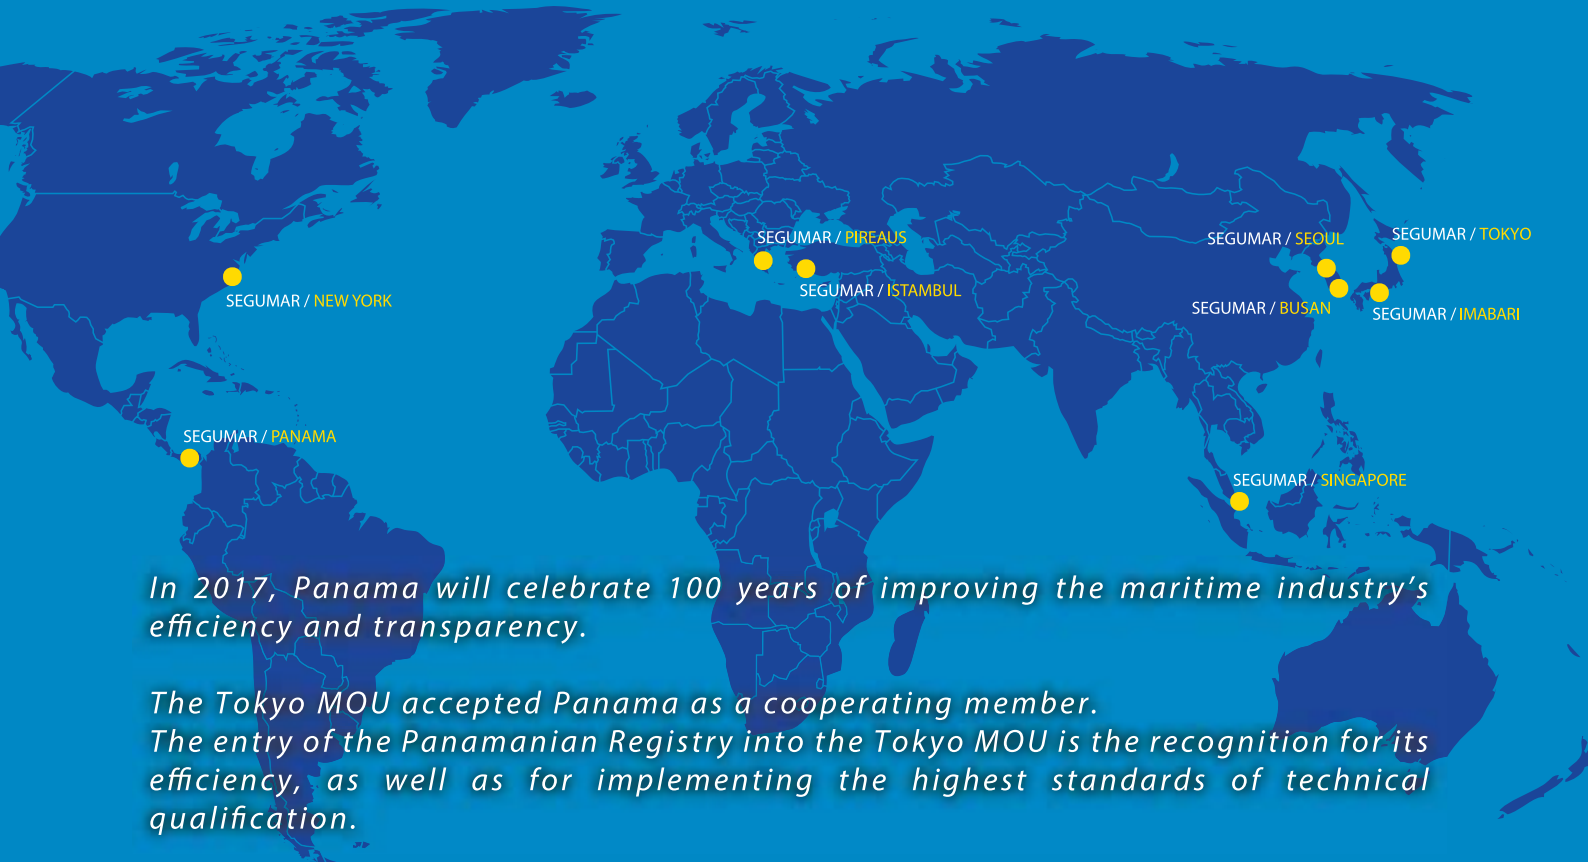 SEGUMAR / PIREAUS
SEGUMAR / SEOUL
SEGUMAR / TOKYO
SEGUMAR / NEW YORK
SEGUMAR / ISTAMBUL
SEGUMAR / BUSAN
SEGUMAR / IMABARI
SEGUMAR / PANAMA
SEGUMAR / SINGAPORE
In 2017, Panama will celebrate 100 years of improving the maritime industry’s
efficiency and transparency.
The Tokyo MOU accepted Panama as a cooperating member.
The entry of the Panamanian Registry into the Tokyo MOU is the recognition for its
efficiency, as well as for implementing the highest standards of technical
qualification.